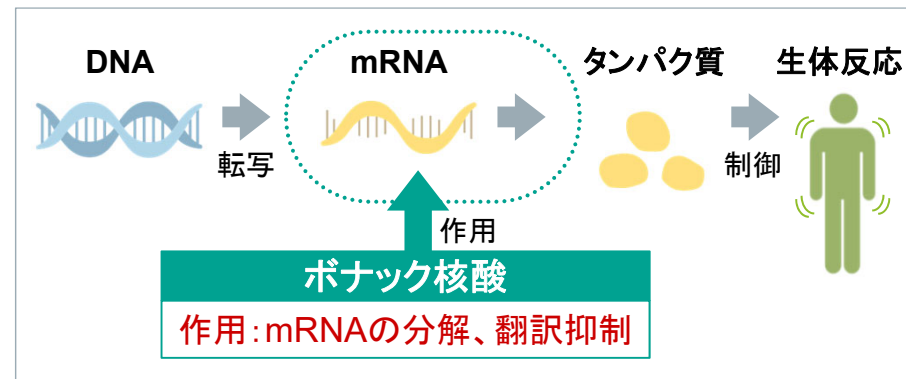 DNA
mRNA
タンパク質
生体反応
転写
制御
作用
ボナック核酸
作用：mRNAの分解、翻訳抑制